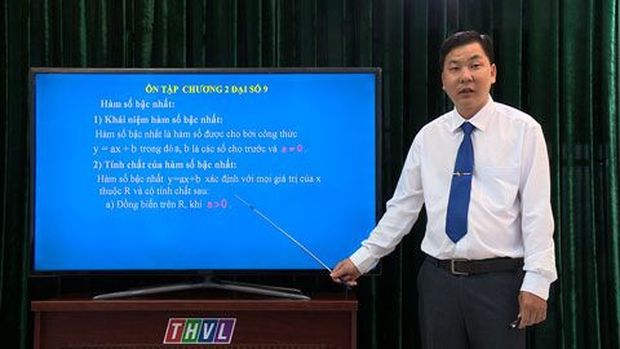 ÔN TẬP CHƯƠNG 2 ĐẠI SỐ 9
Hàm số bậc nhất:
1) Khái niệm hàm số bậc nhất:
Hàm số bậc nhất là hàm số được cho bởi công thức
y = ax + b trong đó a, b là các số cho trước và a = 0.
2) Tính chất của hàm số bậc nhất:
Hàm số bậc nhất y=ax+b xác định với mọi giá trị của x
thuộc R và có tính chất sau:
a) Đồng biến trên R, khi a>0.
THVL